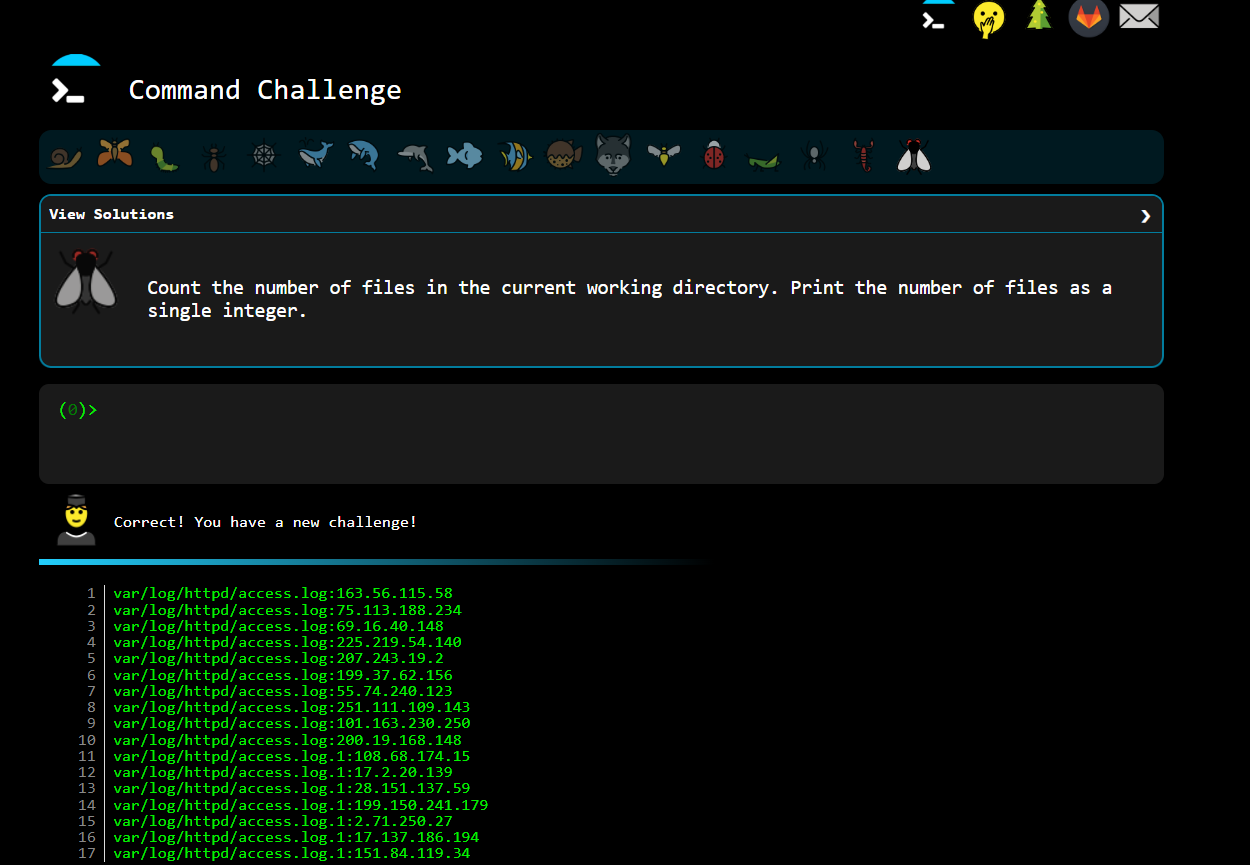 Command Challenge
View Solutions
Count the number of files in the current working directory. Print the number of files as a
single integer.
(0)>
Correct! You have a new challenge!
1 var/log/httpd/access.log:163.56.115.58
2 var/log/httpd/access.log:75.113.188.234
3 var/log/httpd/access.log:69.16.40.148
4 var/log/httpd/access.log:225.219.54.140
5 var/log/httpd/access.log:207.243.19.2
6 var/log/httpd/access.log:199.37.62.156
7 var/log/httpd/access.log:55.74.240.123
8 var/log/httpd/access.log:251.111.109.143
9 var/log/httpd/access.log:101.163.230.250
10 var/log/httpd/access.log:200.19.168.148
11 var/log/httpd/access.log.1:108.68.174.15
12 var/log/httpd/access.log.1:17.2.20.139
13 var/log/httpd/access.log.1:28.151.137.59
14 var/log/httpd/access.log.1:199.150.241.179
15 var/log/httpd/access.log.1:2.71.250.27
16 var/log/httpd/access.log.1:17.137.186.194
17 var/log/httpd/access.log.1:151.84.119.34